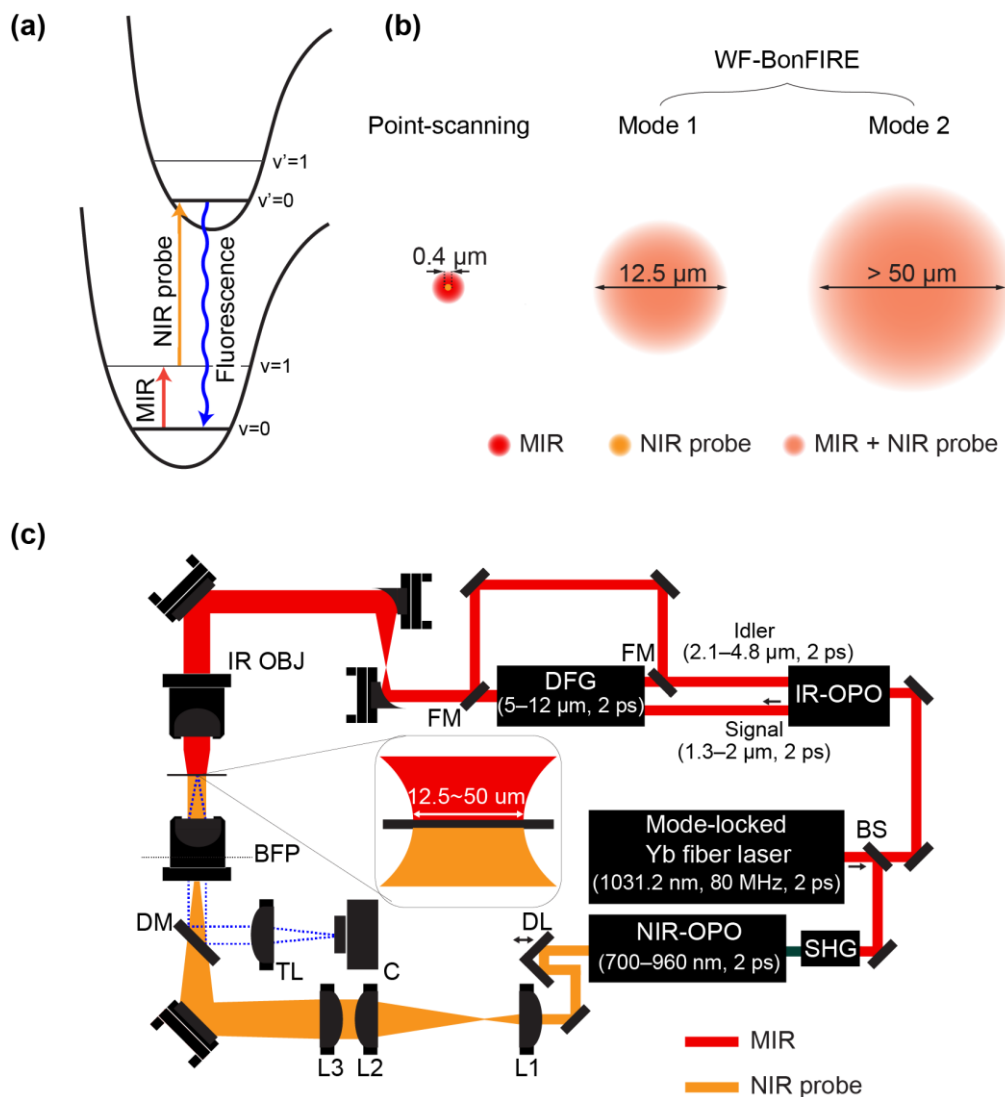 (a)
v'=1
v'=0
NIR probe
Fluorescence
MIR
v=1
v=0
(b)
WF-BonFIRE
Point-scanning
Mode 1
Mode 2
0.4 μm
12.5 μm
> 50 μm
MIR
NIR probe
MIR + NIR probe
(c)
IR OBJ
FM
DFG
(5–12 μm, 2 ps)
FM
Idler
(2.1–4.8 μm, 2 ps)
IR-OPO
Signal
(1.3–2 μm, 2 ps)
12.5~50 um
Mode-locked
Yb fiber laser
(1031.2 nm, 80 MHz, 2 ps)
BS
BFP
DM
TL
C
DL
NIR-OPO
(700–960 nm, 2 ps)
SHG
L3
L2
L1
MIR
NIR probe